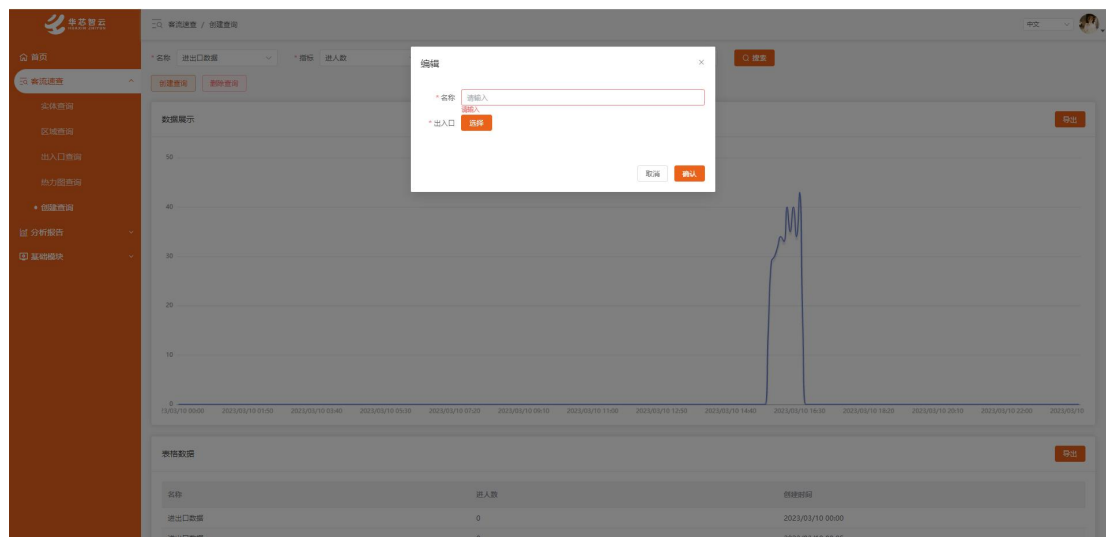 华芯智云
HUAXIN ZHIYUN
客流速查 / 创建查询
中文
首页
客流速查
实体查询
区域查询
出入口查询
热力图查询
创建查询
分析报告
基础模块
* 名称 进出口数据
* 指标 进人数
搜索
创建查询
删除查询
编辑
* 名称 请输入
请输入
* 出入口 选择
取消
确认
数据展示
导出
50
40
30
20
10
0
2023/03/10 01:50
2023/03/10 03:40
2023/03/10 05:30
2023/03/10 07:20
2023/03/10 09:10
2023/03/10 11:00
2023/03/10 12:50
2023/03/10 14:40
2023/03/10 16:30
2023/03/10 18:20
2023/03/10 20:10
2023/03/10 22:00
2023/03/10
表格数据
导出
名称
进人数
创建时间
进出口数据
0
2023/03/10 00:00